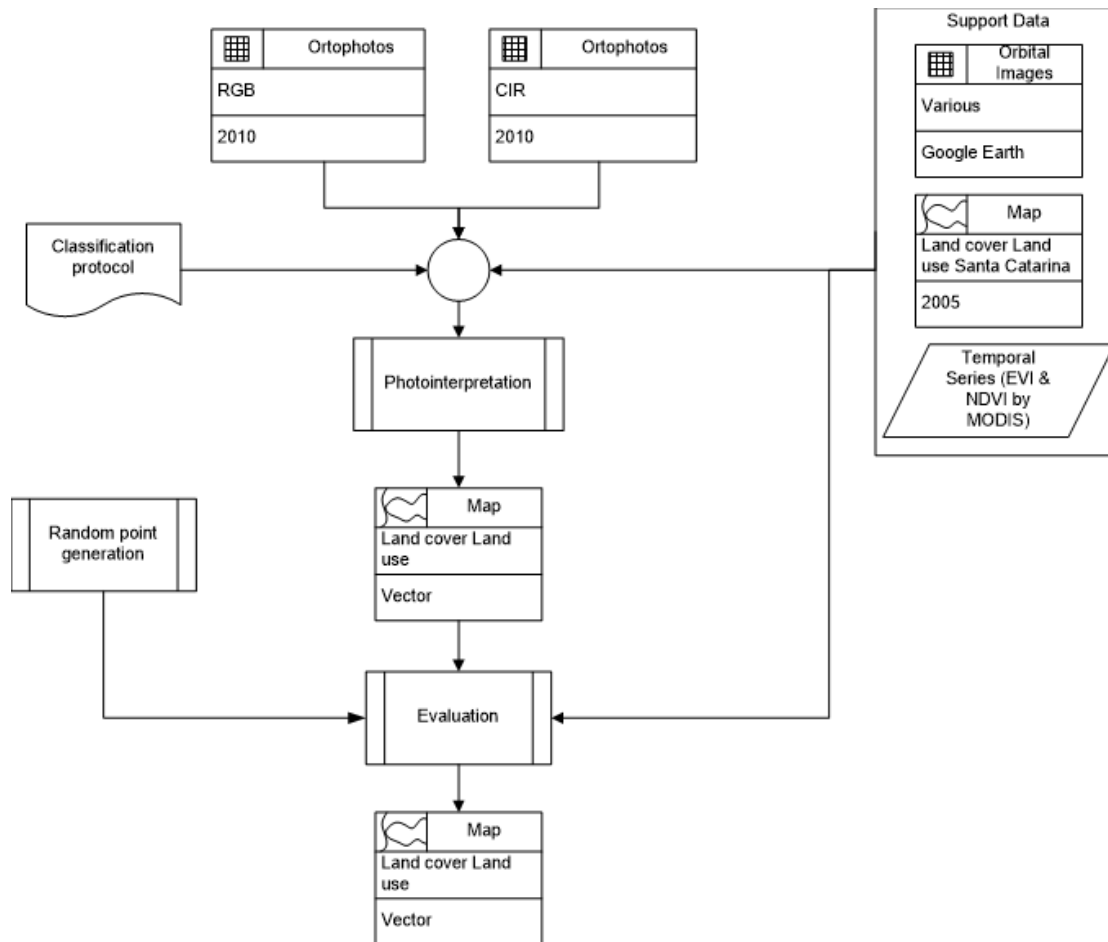 Support Data
Ortophotos
RGB
2010
Ortophotos
CIR
2010
Orbital
Images
Various
Google Earth
Map
Land cover Land
use Santa Catarina
2005
Temporal
Series (EVI &
NDVI by
MODIS)
Classification
protocol
Photointerpretation
Map
Land cover Land
use
Vector
Random point
generation
Evaluation
Map
Land cover Land
use
Vector